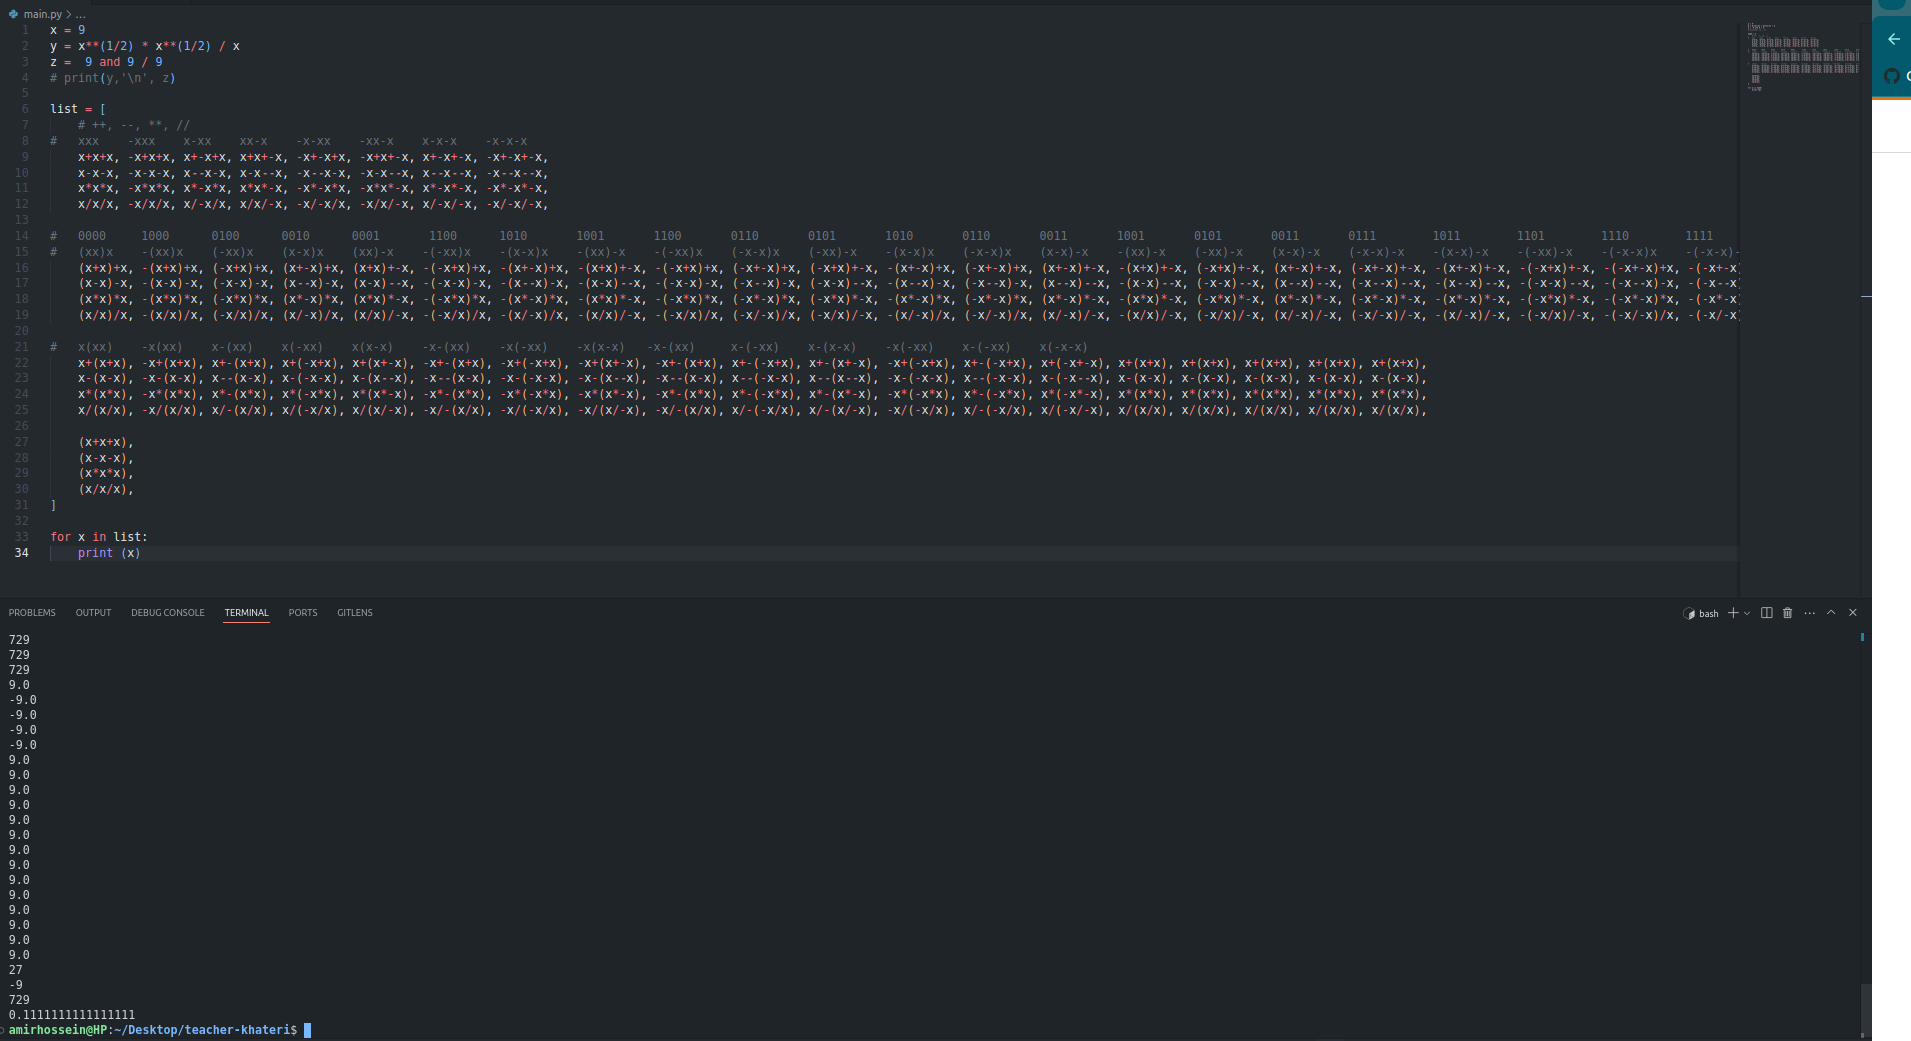 main.py > ...
1 x = 9
2 y = x**(1/2) * x**(1/2) / x
3 z =  9 and 9 / 9
4 # print(y,'\n', z)
5
6 list = [
7     # ++, --, **, //
8 #   xxx    -xxx    x-xx    xx-x    -x-xx    -xx-x    x-x-x    -x-x-x
9     x+x+x, -x+x+x, x+-x+x, x+x+-x, -x+-x+x, -x+x+-x, x+-x+-x, -x+-x+-x,
10     x-x-x, -x-x-x, x--x-x, x-x--x, -x--x-x, -x-x--x, x--x--x, -x--x--x,
11     x*x*x, -x*x*x, x*-x*x, x*x*-x, -x*-x*x, -x*x*-x, x*-x*-x, -x*-x*-x,
12     x/x/x, -x/x/x, x/-x/x, x/x/-x, -x/-x/x, -x/x/-x, x/-x/-x, -x/-x/-x,
13
14 #   0000     1000      0100      0010      0001       1100      1010       1001       1100       0110       0101       1010       0110       0011       1001       0101       0011       0111        1011        1101        1110        1111
15 #   (xx)x    -(xx)x    (-xx)x    (x-x)x    (xx)-x    -(-xx)x    -(x-x)x    -(xx)-x    -(-xx)x    (-x-x)x    (-xx)-x    -(x-x)x    (-x-x)x    (x-x)-x    -(xx)-x    (-xx)-x    (x-x)-x    (-x-x)-x    -(x-x)-x    -(-xx)-x    -(-x-x)x    -(-x-x)-
16     (x+x)+x, -(x+x)+x, (-x+x)+x, (x+-x)+x, (x+x)+-x, -(-x+x)+x, -(x+-x)+x, -(x+x)+-x, -(-x+x)+x, (-x+-x)+x, (-x+x)+-x, -(x+-x)+x, (-x+-x)+x, (x+-x)+-x, -(x+x)+-x, (-x+x)+-x, (x+-x)+-x, (-x+-x)+-x, -(x+-x)+-x, -(-x+x)+-x, -(-x+-x)+x, -(-x+-x)
17     (x-x)-x, -(x-x)-x, (-x-x)-x, (x--x)-x, (x-x)--x, -(-x-x)-x, -(x--x)-x, -(x-x)--x, -(-x-x)-x, (-x--x)-x, (-x-x)--x, -(x--x)-x, (-x--x)-x, (x--x)--x, -(x-x)--x, (-x-x)--x, (x--x)--x, (-x--x)--x, -(x--x)--x, -(-x-x)--x, -(-x--x)-x, -(-x--x)
18     (x*x)*x, -(x*x)*x, (-x*x)*x, (x*-x)*x, (x*x)*-x, -(-x*x)*x, -(x*-x)*x, -(x*x)*-x, -(-x*x)*x, (-x*-x)*x, (-x*x)*-x, -(x*-x)*x, (-x*-x)*x, (x*-x)*-x, -(x*x)*-x, (-x*x)*-x, (x*-x)*-x, (-x*-x)*-x, -(x*-x)*-x, -(-x*x)*-x, -(-x*-x)*x, -(-x*-x)
19     (x/x)/x, -(x/x)/x, (-x/x)/x, (x/-x)/x, (x/x)/-x, -(-x/x)/x, -(x/-x)/x, -(x/x)/-x, -(-x/x)/x, (-x/-x)/x, (-x/x)/-x, -(x/-x)/x, (-x/-x)/x, (x/-x)/-x, -(x/x)/-x, (-x/x)/-x, (x/-x)/-x, (-x/-x)/-x, -(x/-x)/-x, -(-x/x)/-x, -(-x/-x)/x, -(-x/-x)
20
21 #   x(xx)    -x(xx)    x-(xx)    x(-xx)    x(x-x)    -x-(xx)    -x(-xx)    -x(x-x)   -x-(xx)     x-(-xx)    x-(x-x)    -x(-xx)    x-(-xx)    x(-x-x)
22     x+(x+x), -x+(x+x), x+-(x+x), x+(-x+x), x+(x+-x), -x+-(x+x), -x+(-x+x), -x+(x+-x), -x+-(x+x), x+-(-x+x), x+-(x+-x), -x+(-x+x), x+-(-x+x), x+(-x+-x), x+(x+x), x+(x+x), x+(x+x), x+(x+x), x+(x+x),
23     x-(x-x), -x-(x-x), x--(x-x), x-(-x-x), x-(x--x), -x--(x-x), -x-(-x-x), -x-(x--x), -x--(x-x), x--(-x-x), x--(x--x), -x-(-x-x), x--(-x-x), x-(-x--x), x-(x-x), x-(x-x), x-(x-x), x-(x-x), x-(x-x),
24     x*(x*x), -x*(x*x), x*-(x*x), x*(-x*x), x*(x*-x), -x*-(x*x), -x*(-x*x), -x*(x*-x), -x*-(x*x), x*-(-x*x), x*-(x*-x), -x*(-x*x), x*-(-x*x), x*(-x*-x), x*(x*x), x*(x*x), x*(x*x), x*(x*x), x*(x*x),
25     x/(x/x), -x/(x/x), x/-(x/x), x/(-x/x), x/(x/-x), -x/-(x/x), -x/(-x/x), -x/(x/-x), -x/-(x/x), x/-(-x/x), x/-(x/-x), -x/(-x/x), x/-(-x/x), x/(-x/-x), x/(x/x), x/(x/x), x/(x/x), x/(x/x), x/(x/x),
26
27     (x+x+x),
28     (x-x-x),
29     (x*x*x),
30     (x/x/x),
31 ]
32
33 for x in list:
34     print (x)
PROBLEMS OUTPUT DEBUG CONSOLE TERMINAL PORTS GITLENS bash
729
729
729
9.0
-9.0
-9.0
-9.0
-9.0
9.0
9.0
9.0
9.0
9.0
9.0
9.0
9.0
9.0
9.0
9.0
9.0
9.0
9.0
27
-9
729
0.1111111111111111
amirhossein@HP:~/Desktop/teacher-khateri$